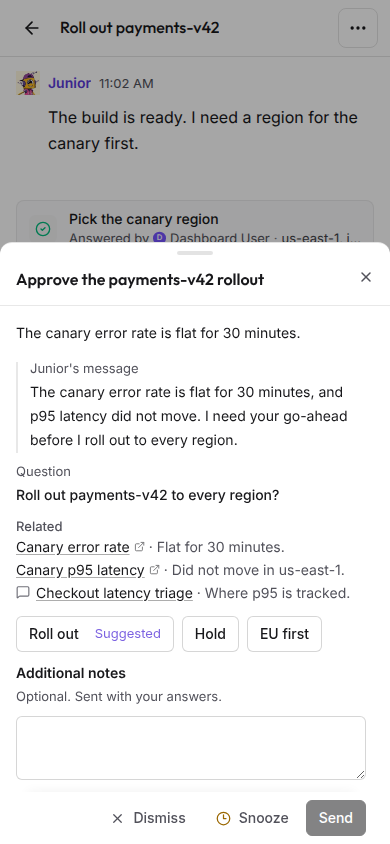 Roll out payments-v42
Junior 11:02 AM
The build is ready. I need a region for the
canary first.
Pick the canary region
Answered by D Dashboard User · us-east-1, i...
Approve the payments-v42 rollout
The canary error rate is flat for 30 minutes.
Junior's message
The canary error rate is flat for 30 minutes, and
p95 latency did not move. I need your go-ahead
before I roll out to every region.
Question
Roll out payments-v42 to every region?
Related
Canary error rate · Flat for 30 minutes.
Canary p95 latency · Did not move in us-east-1.
Checkout latency triage · Where p95 is tracked.
Roll out Suggested Hold EU first
Additional notes
Optional. Sent with your answers.
Dismiss Snooze Send